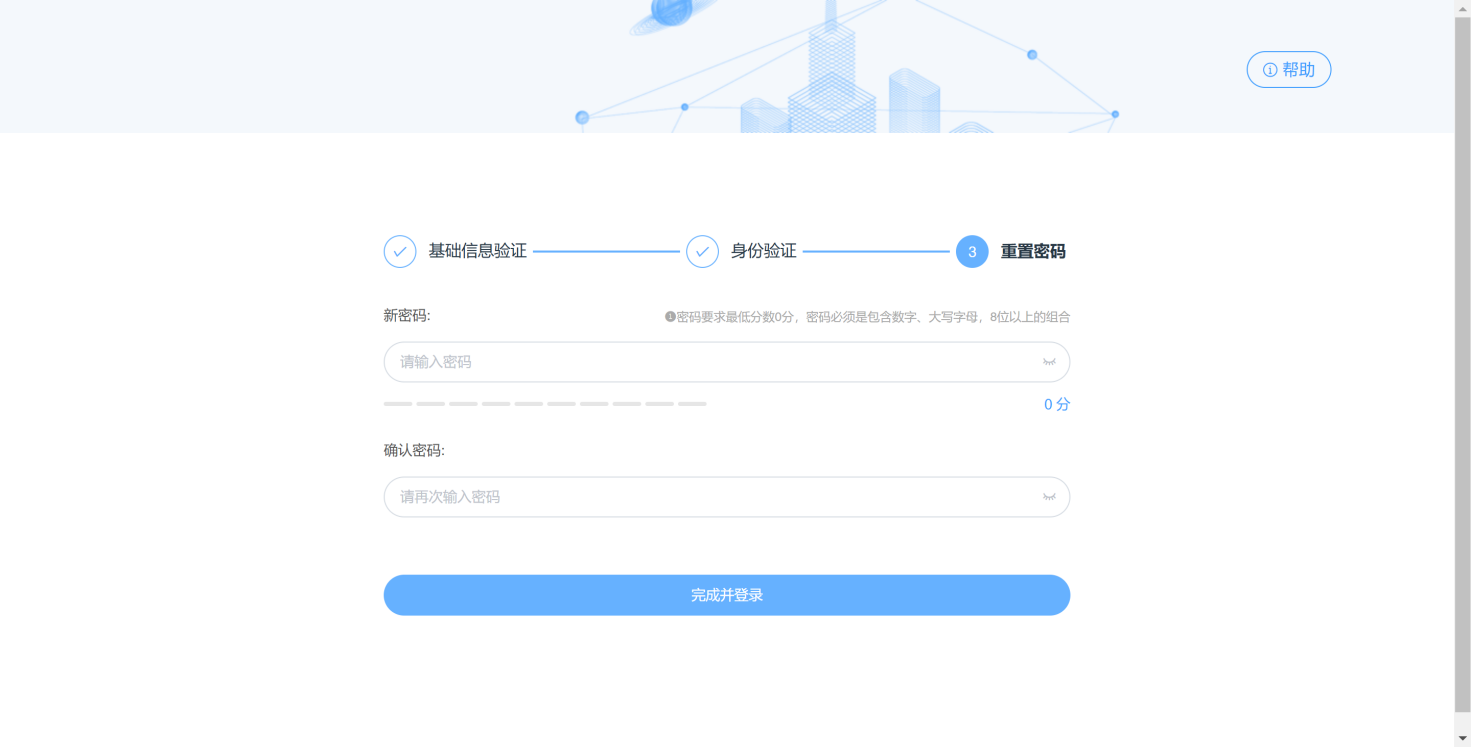 帮助
基础信息验证 身份验证 3 重置密码
新密码: 密码要求最低分数0分，密码必须是包含数字、大写字母，8位以上的组合
请输入密码
0 分
确认密码:
请再次输入密码
完成并登录